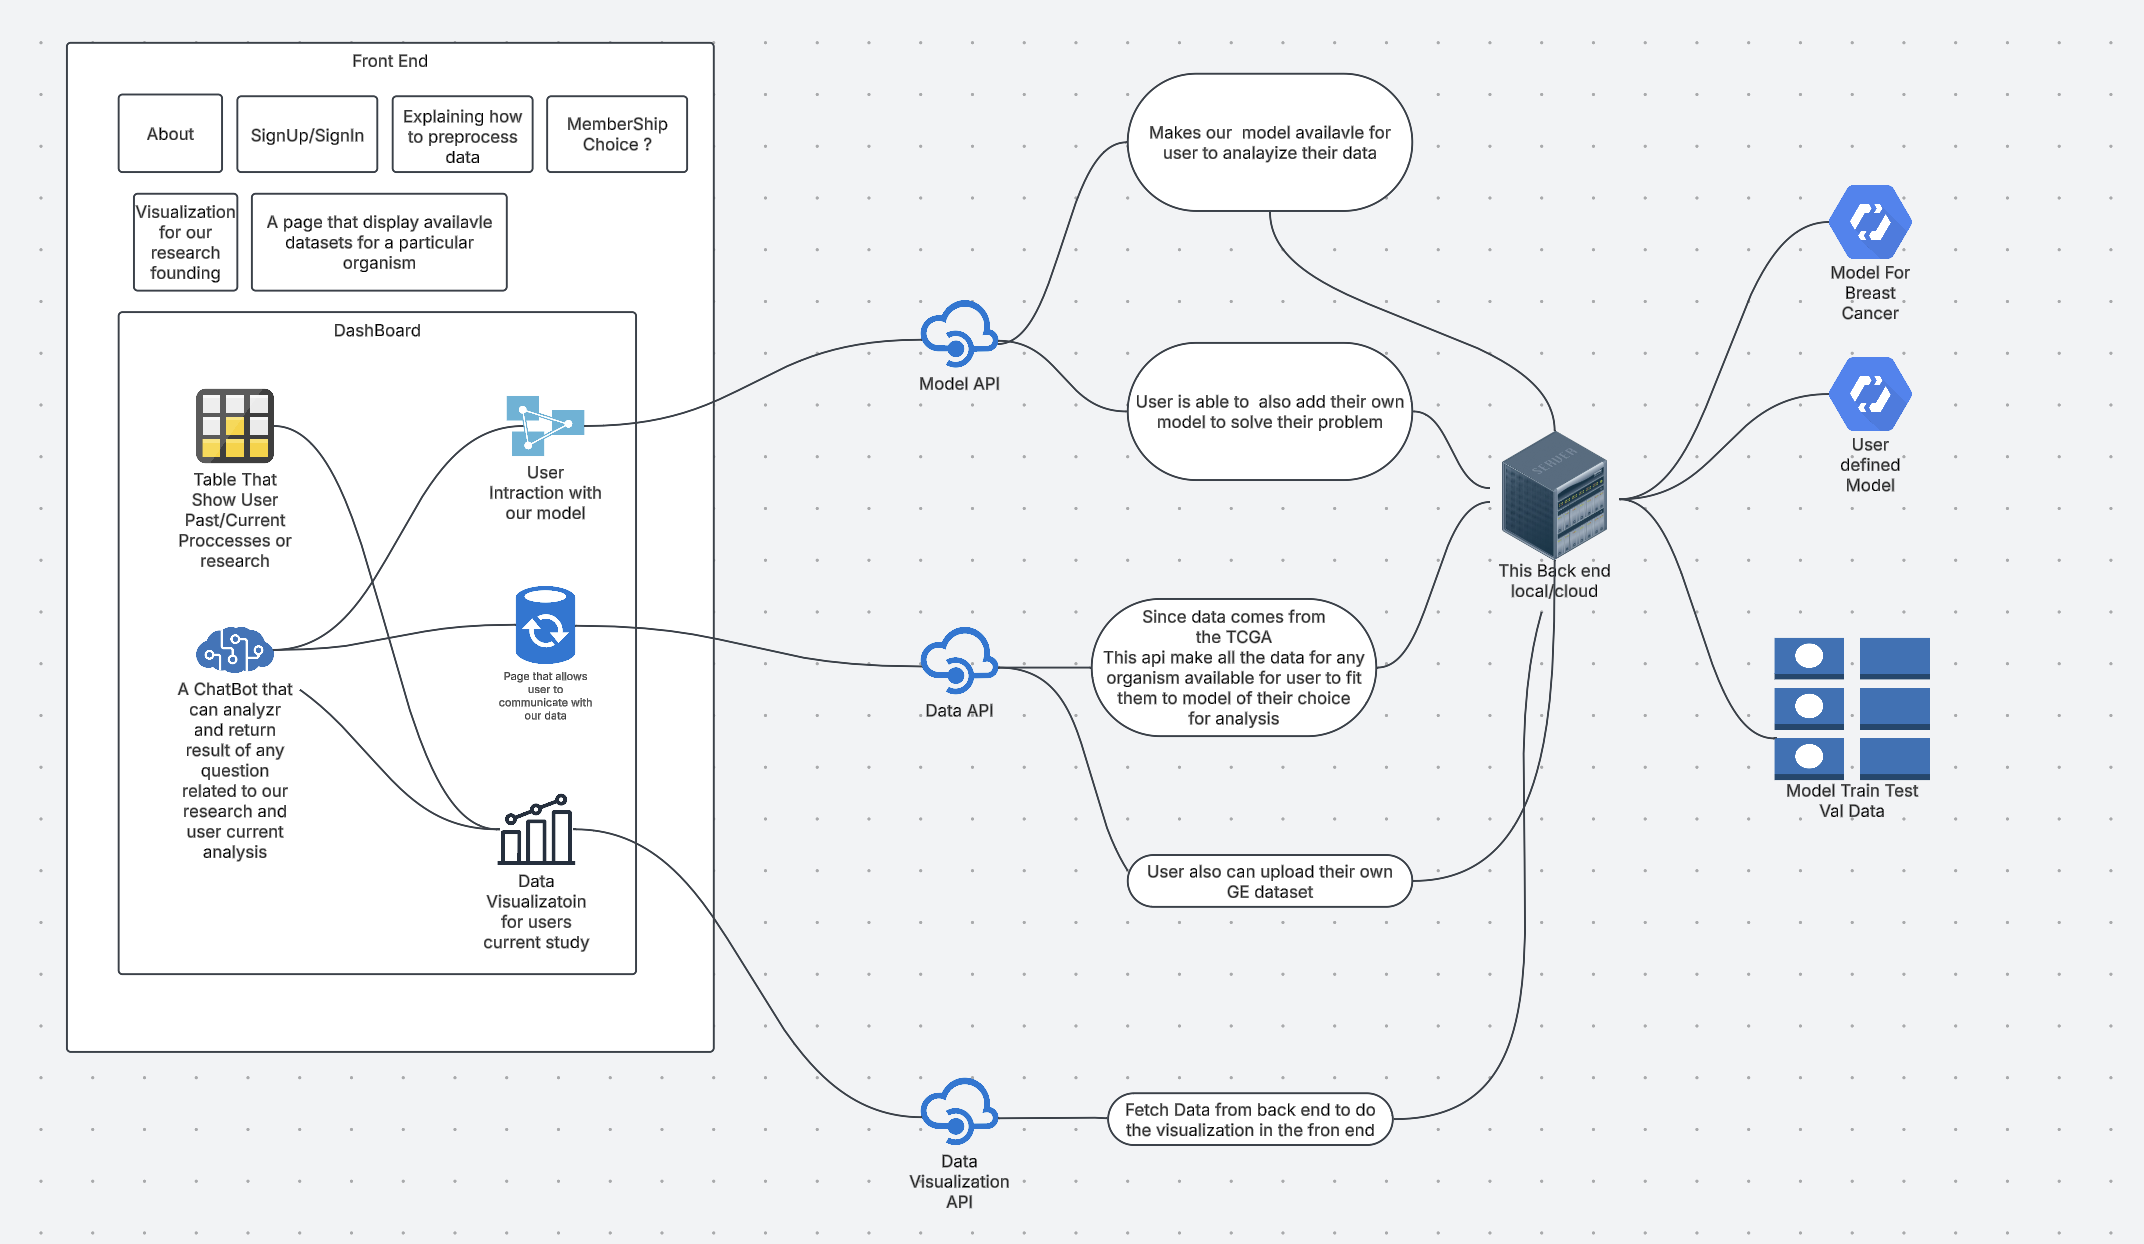 Front End
About
SignUp/SignIn
Explaining how
to preprocess
data
MemberShip
Choice ?
Visualization
for our
research
founding
A page that display availavle
datasets for a particular
organism
DashBoard
Table That
Show User
Past/Current
Proccesses or
research
User
Intraction with
our model
A ChatBot that
can analyzr
and return
result of any
question
related to our
research and
user current
analysis
Page that allows
user to
communicate with
our data
Data
Visualizatoin
for users
current study
Model API
Data API
Data
Visualization
API
Makes our  model availavle for
user to analayize their data
User is able to  also add their own
model to solve their problem
Since data comes from
the TCGA
This api make all the data for any
organism available for user to fit
them to model of their choice
for analysis
User also can upload their own
GE dataset
Fetch Data from back end to do
the visualization in the fron end
SERVER
This Back end
local/cloud
Model For
Breast
Cancer
User
defined
Model
Model Train Test
Val Data